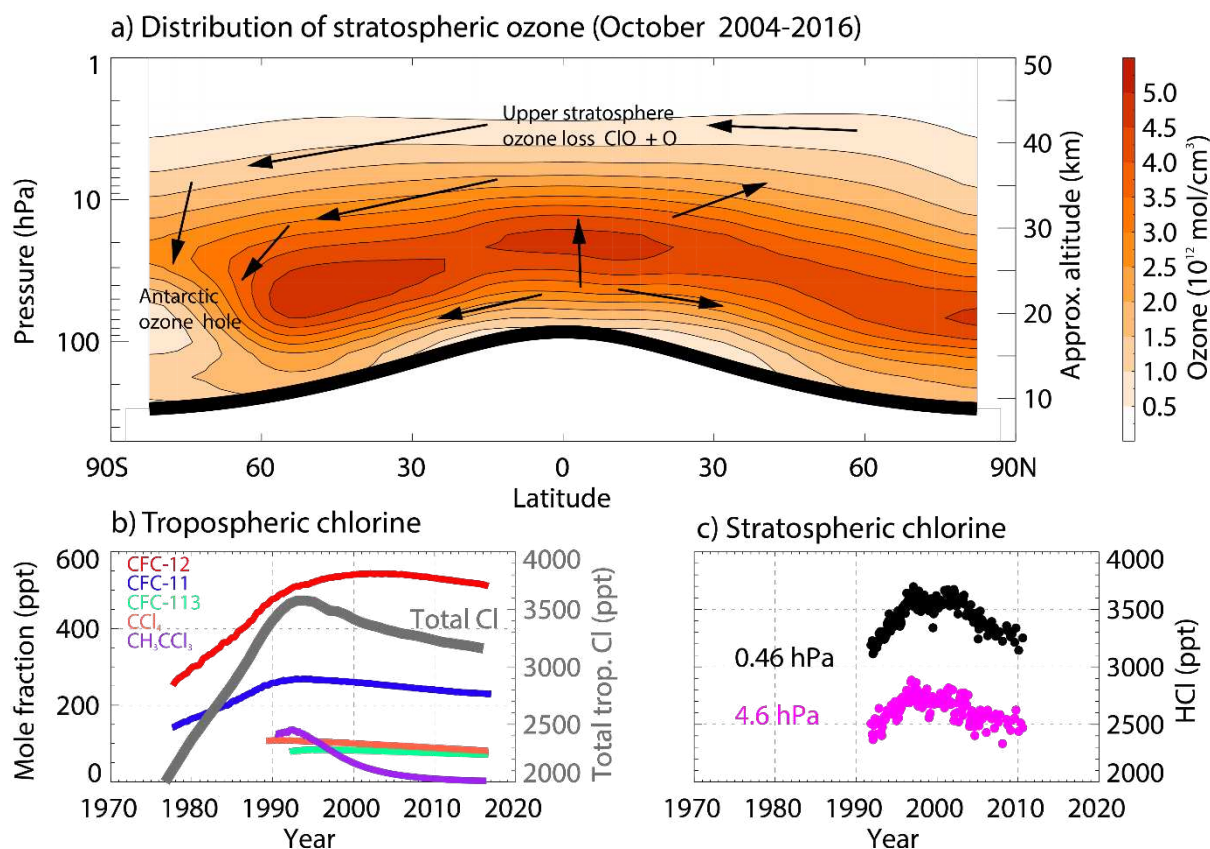 a) Distribution of stratospheric ozone (October 2004-2016)
1
10
100
Pressure (hPa)
Upper stratosphere
ozone loss ClO + O
Antarctic
ozone hole
50
40
30
20
10
Approx. altitude (km)
5.0
4.5
4.0
3.5
3.0
2.5
2.0
1.5
1.0
0.5
Ozone (10¹² mol/cm³)
90S 60 30 0 30 60 90N
Latitude
b) Tropospheric chlorine
600
400
200
0
Mole fraction (ppt)
CFC-12
CFC-11
CFC-113
CCl₄
CH₃CCl₃
Total Cl
4000
3500
3000
2500
2000
Total trop. Cl (ppt)
1970 1980 1990 2000 2010 2020
Year
c) Stratospheric chlorine
0.46 hPa
4.6 hPa
4000
3500
3000
2500
2000
HCl (ppt)
1970 1980 1990 2000 2010 2020
Year